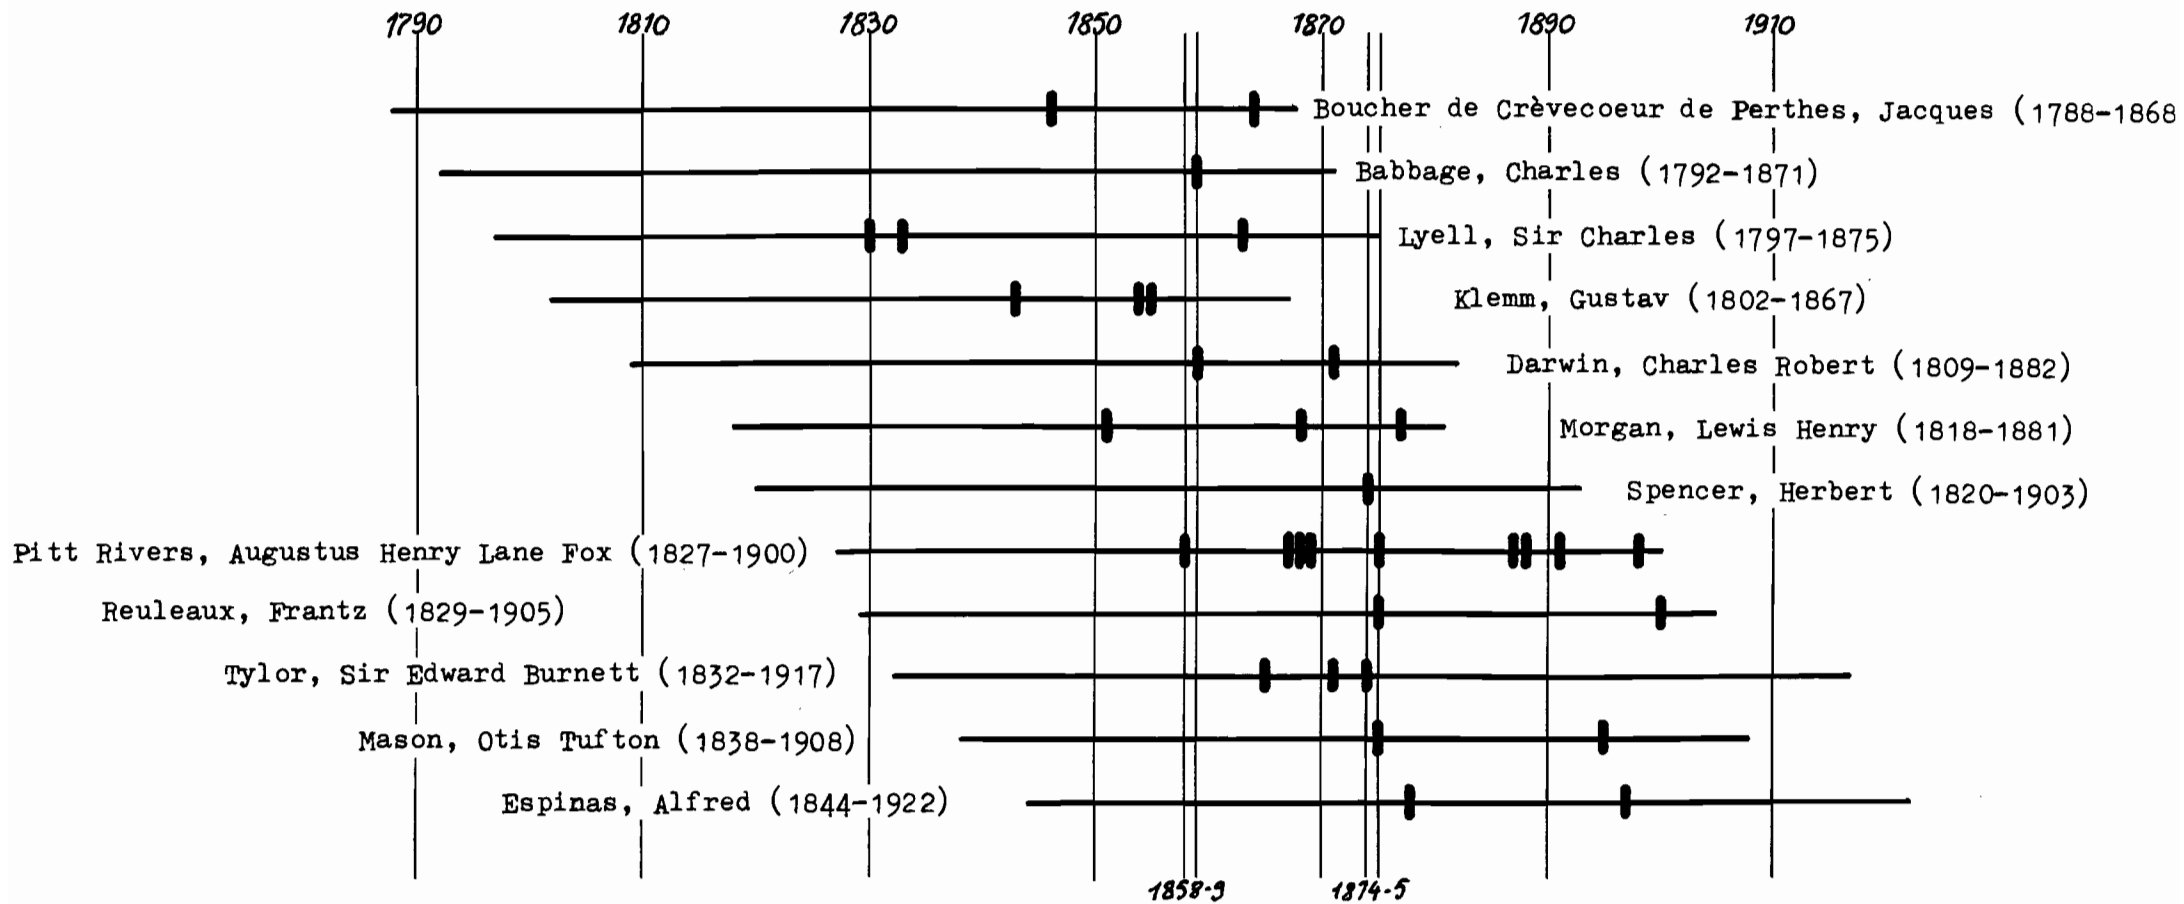 1790 1810 1830 1850 1870 1890 1910
Boucher de Crèvecoeur de Perthes, Jacques (1788-1868
Babbage, Charles (1792-1871)
Lyell, Sir Charles (1797-1875)
Klemm, Gustav (1802-1867)
Darwin, Charles Robert (1809-1882)
Morgan, Lewis Henry (1818-1881)
Spencer, Herbert (1820-1903)
Pitt Rivers, Augustus Henry Lane Fox (1827-1900)
Reuleaux, Frantz (1829-1905)
Tylor, Sir Edward Burnett (1832-1917)
Mason, Otis Tufton (1838-1908)
Espinas, Alfred (1844-1922)
1858-9 1874-5